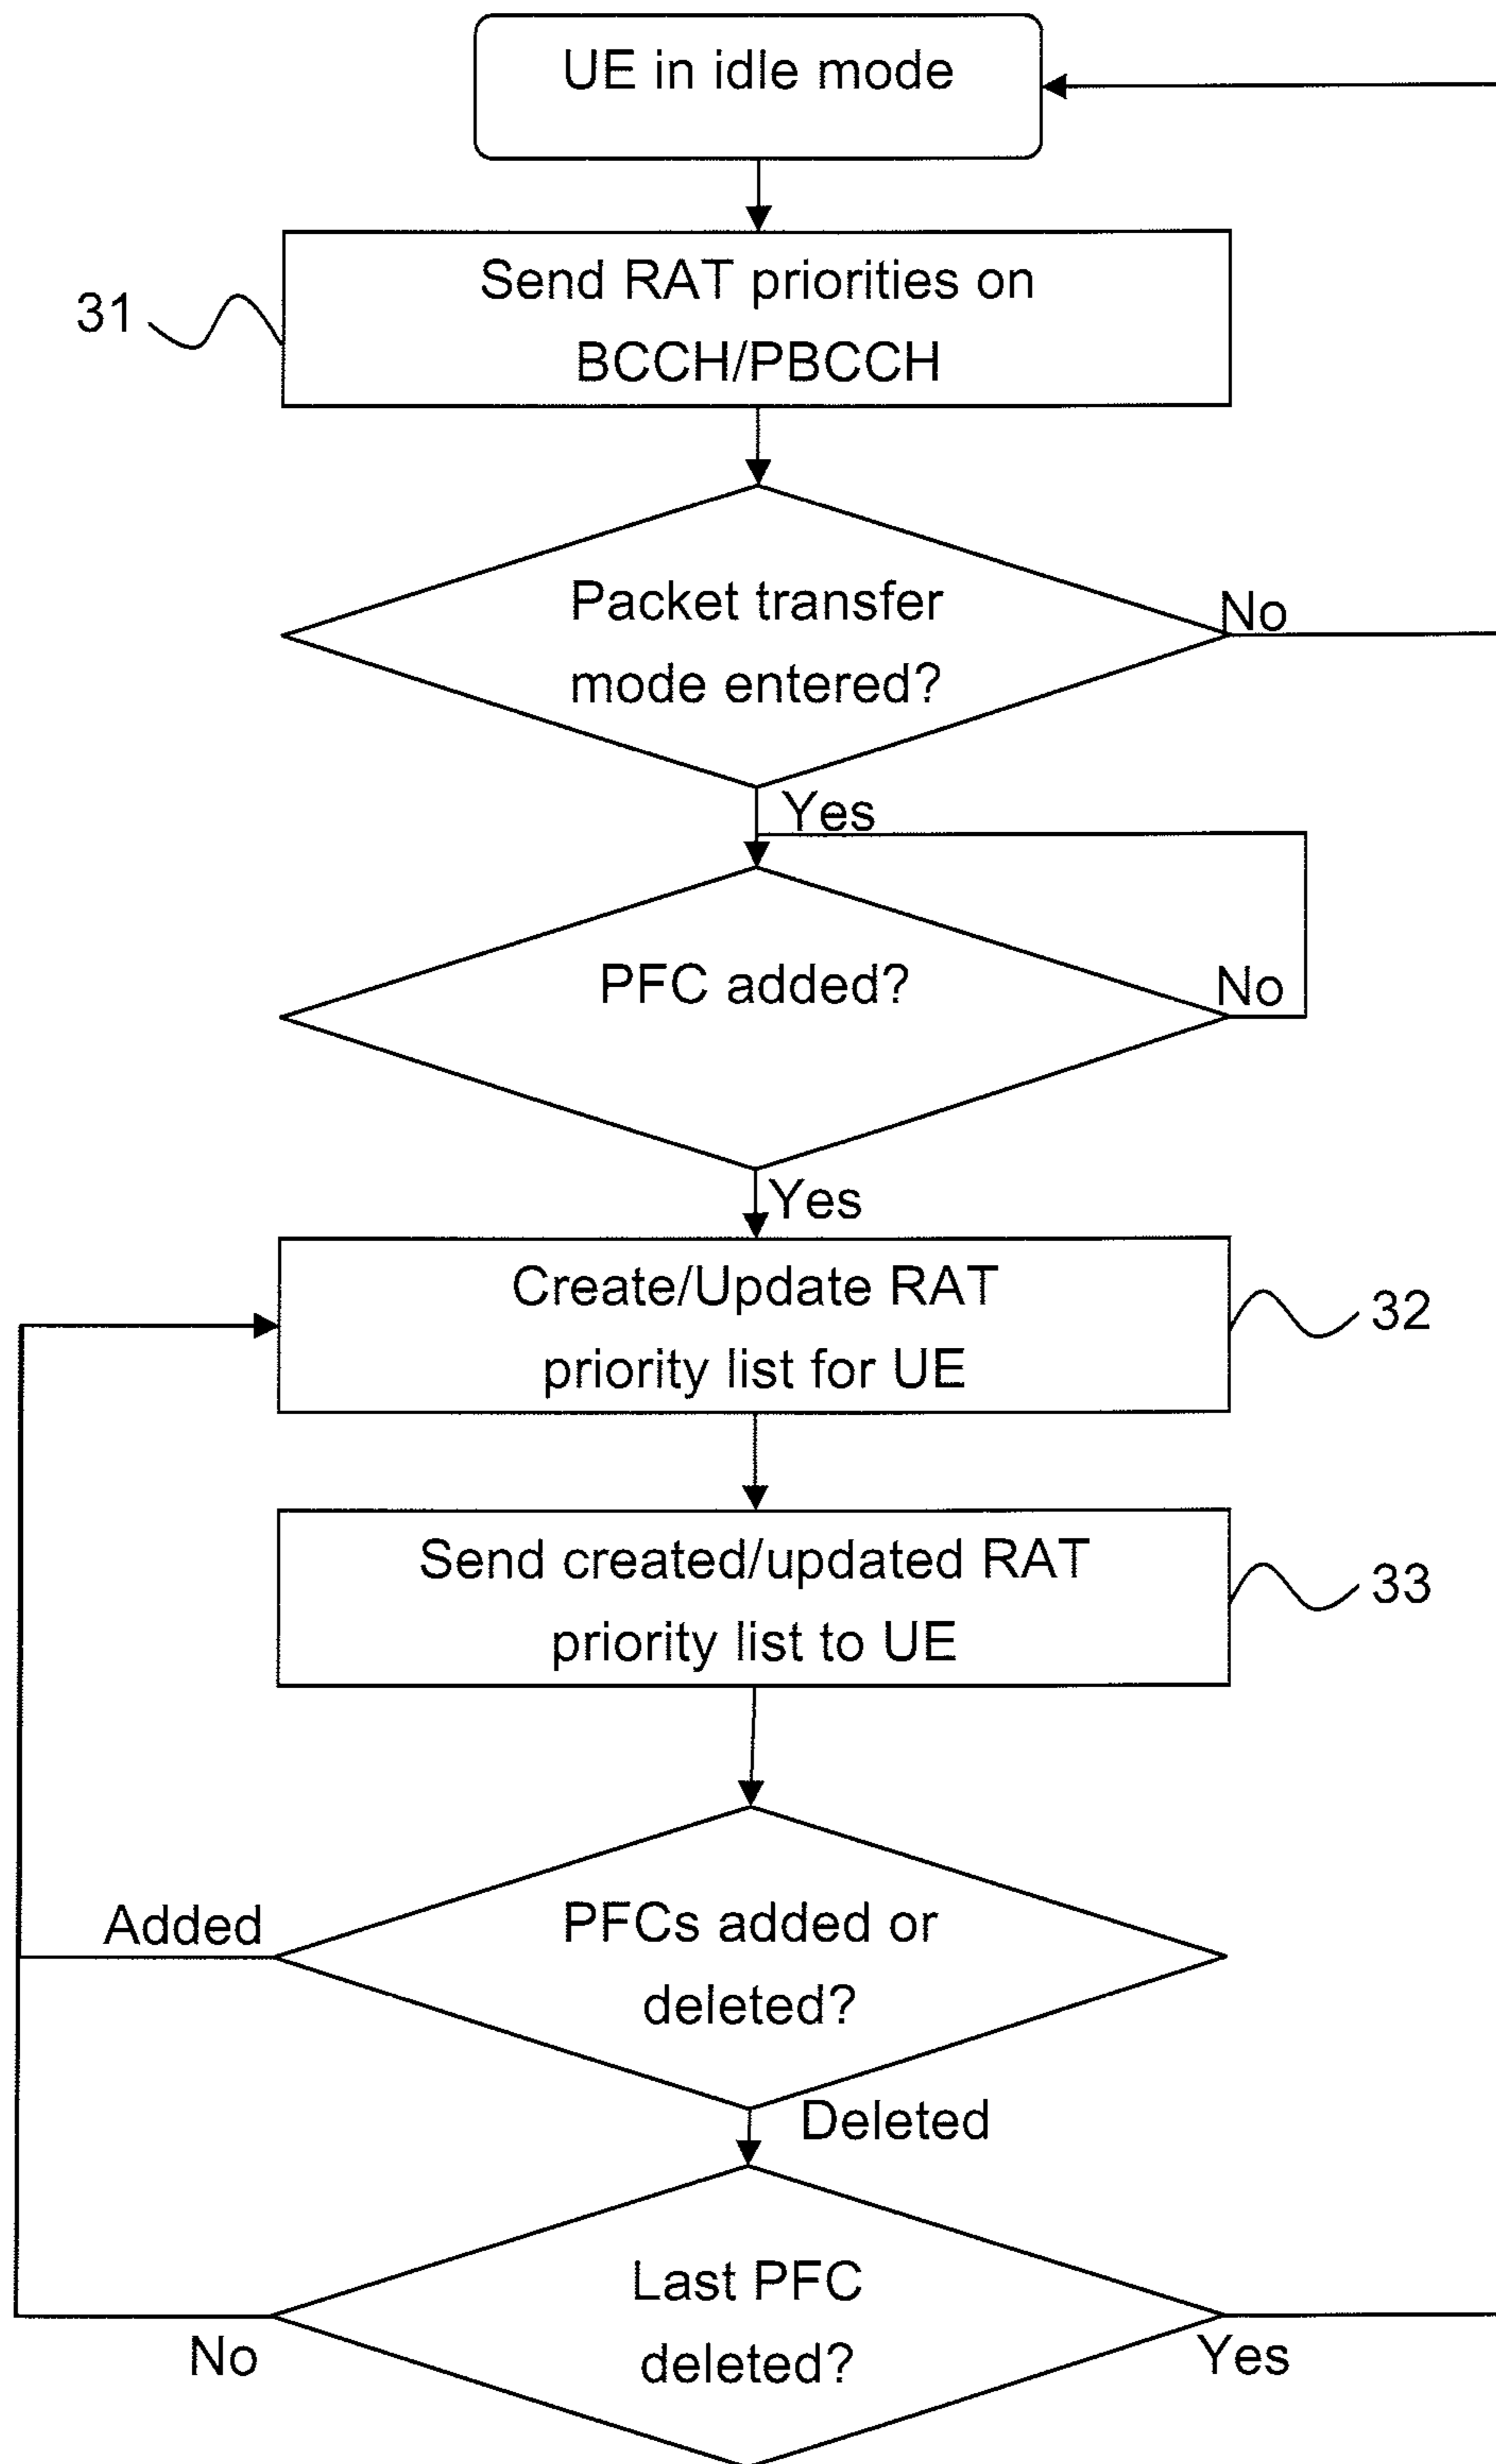 UE in idle mode
Send RAT priorities on
BCCH/PBCCH
31
Packet transfer
mode entered?
No
Yes
PFC added?
No
Yes
Create/Update RAT
priority list for UE
32
Send created/updated RAT
priority list to UE
33
PFCs added or
deleted?
Added
Deleted
Last PFC
deleted?
No
Yes